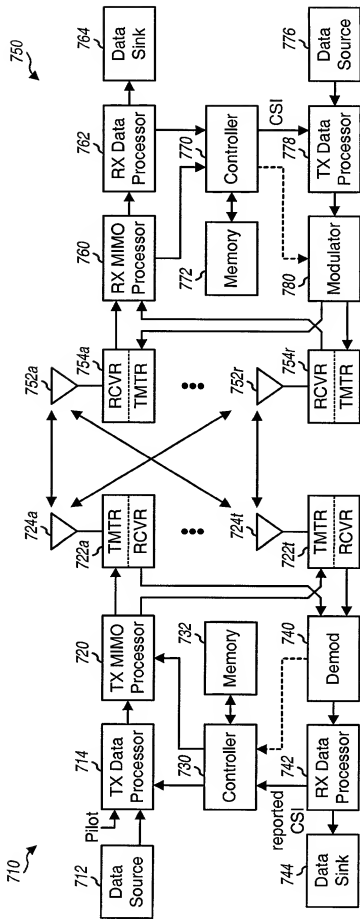 710
750
Pilot
712
Data
Source
714
TX Data
Processor
720
TX MIMO
Processor
722a
TMTR
RCVR
724a
752a
754a
RCVR
TMTR
760
RX MIMO
Processor
762
RX Data
Processor
764
Data
Sink
730
Controller
732
Memory
•••
•••
772
Memory
770
Controller
CSI
744
Data
Sink
742
RX Data
Processor
reported
CSI
740
Demod
722t
TMTR
RCVR
724t
752r
754r
RCVR
TMTR
780
Modulator
778
TX Data
Processor
776
Data
Source